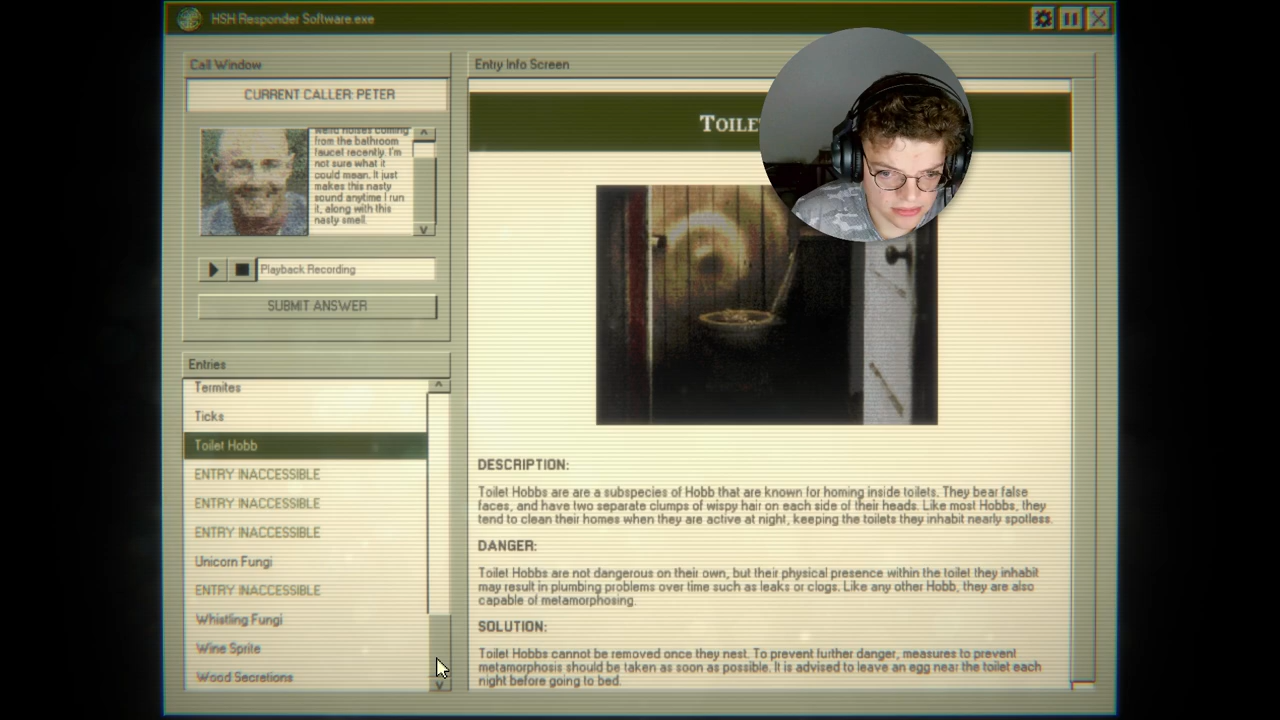 HSH Responder Software.exe
Call Window
CURRENT CALLER: PETER
weird noises coming
from the bathroom
faucet recently. I'm
not sure what it
could mean. It just
makes this nasty
sound anytime I run
it, along with this
nasty smell.
Playback Recording
SUBMIT ANSWER
Entries
Termites
Ticks
Toilet Hobb
ENTRY INACCESSIBLE
ENTRY INACCESSIBLE
ENTRY INACCESSIBLE
Unicorn Fungi
ENTRY INACCESSIBLE
Whistling Fungi
Wine Sprite
Wood Secretions
Entry Info Screen
DESCRIPTION:
Toilet Hobbs are are a subspecies of Hobb that are known for homing inside toilets. They bear false
faces, and have two separate clumps of wispy hair on each side of their heads. Like most Hobbs, they
tend to clean their homes when they are active at night, keeping the toilets they inhabit nearly spotless.
DANGER:
Toilet Hobbs are not dangerous on their own, but their physical presence within the toilet they inhabit
may result in plumbing problems over time such as leaks or clogs. Like any other Hobb, they are also
capable of metamorphosing.
SOLUTION:
Toilet Hobbs cannot be removed once they nest. To prevent further danger, measures to prevent
metamorphosis should be taken as soon as possible. It is advised to leave an egg near the toilet each
night before going to bed.